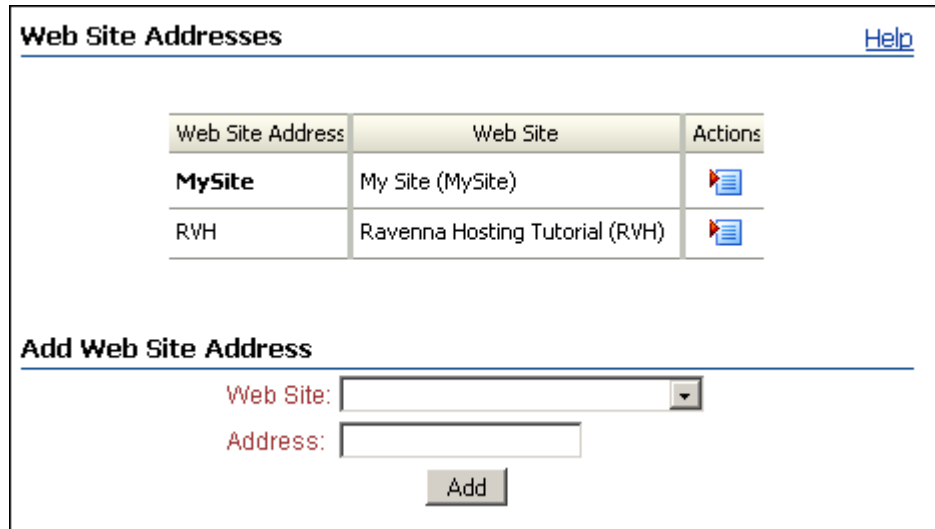 Web Site Addresses
Help
Web Site Address Web Site Actions
MySite My Site (MySite)
RVH Ravenna Hosting Tutorial (RVH)
Add Web Site Address
Web Site:
Address:
Add